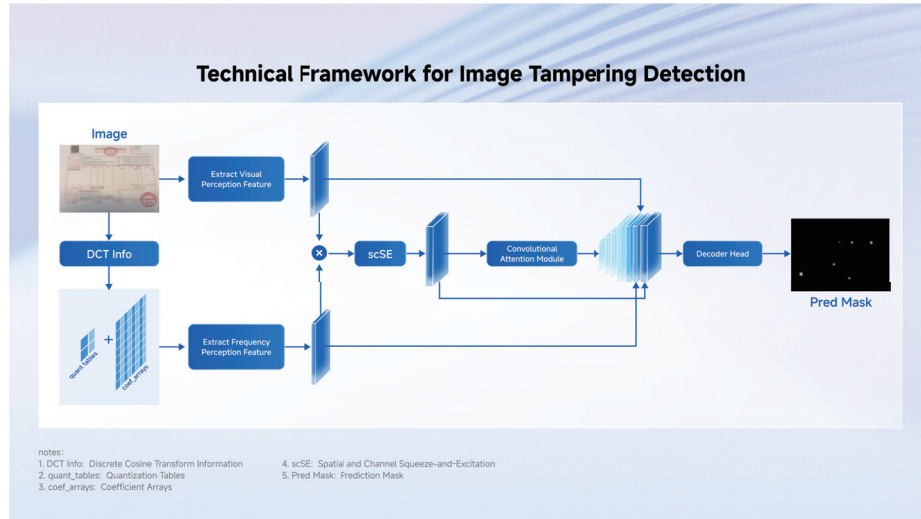 Technical Framework for Image Tampering Detection
Image
Extract Visual
Perception Feature
DCT Info
scSE
Convolutional
Attention Module
Decoder Head
Pred Mask
quant tables
+
coef_arrays
Extract Frequency
Perception Feature
notes:
1. DCT Info: Discrete Cosine Transform Information
2. quant_tables: Quantization Tables
3. coef_arrays: Coefficient Arrays
4. scSE: Spatial and Channel Squeeze-and-Excitation
5. Pred Mask: Frediction Mask